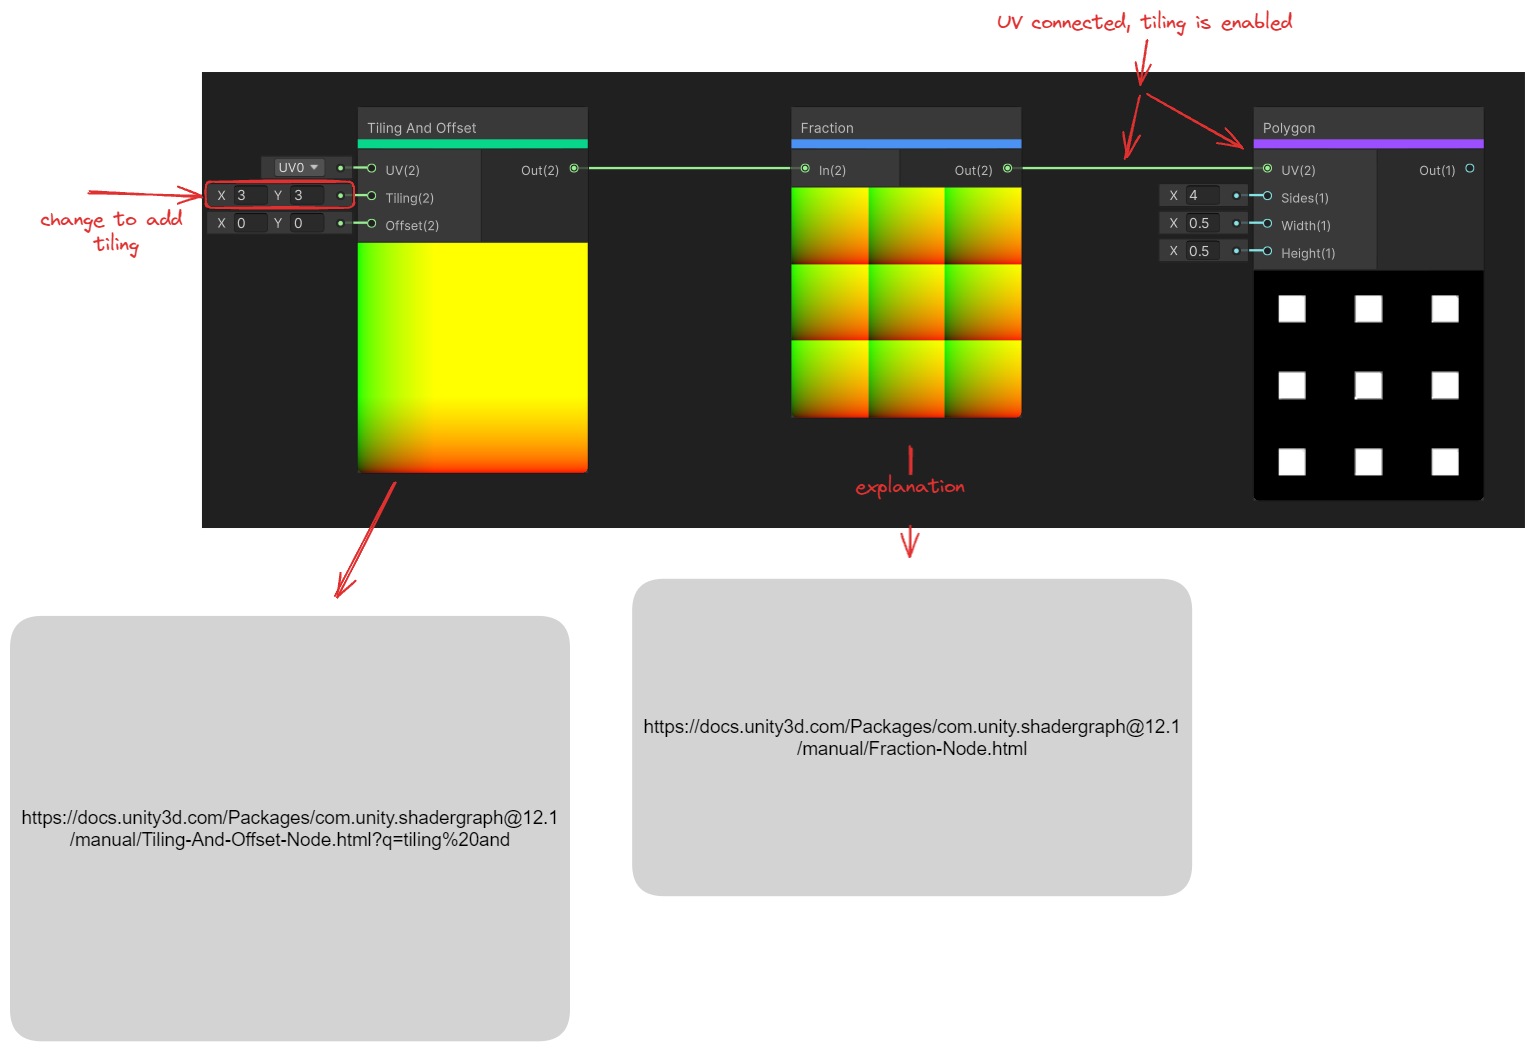 UV connected, tiling is enabled
Tiling And Offset
UV0
UV(2)
Out(2)
X 3 Y 3
Tiling(2)
X 0 Y 0
Offset(2)
change to add
tiling
Fraction
In(2)
Out(2)
explanation
Polygon
UV(2)
Out(1)
X 4
Sides(1)
X 0.5
Width(1)
X 0.5
Height(1)
https://docs.unity3d.com/Packages/com.unity.shadergraph@12.1
/manual/Tiling-And-Offset-Node.html?q=tiling%20and
https://docs.unity3d.com/Packages/com.unity.shadergraph@12.1
/manual/Fraction-Node.html